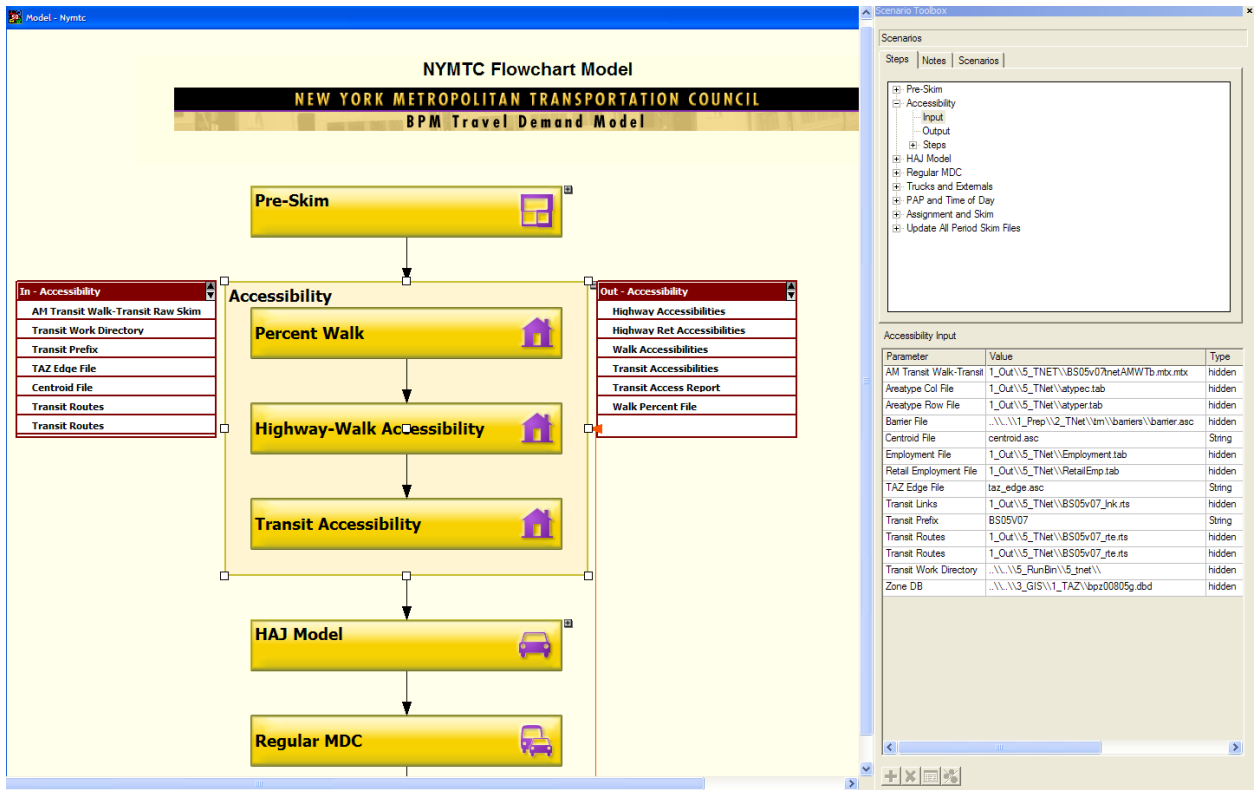 Model - Nymtc
NYMTC Flowchart Model
NEW YORK METROPOLITAN TRANSPORTATION COUNCIL
BPM Travel Demand Model
Pre-Skim
In - Accessibility
AM Transit Walk-Transit Raw Skim
Transit Work Directory
Transit Prefix
TAZ Edge File
Centroid File
Transit Routes
Transit Routes
Accessibility
Percent Walk
Highway-Walk Accessibility
Transit Accessibility
Out - Accessibility
Highway Accessibilities
Highway Ret Accessibilities
Walk Accessibilities
Transit Accessibilities
Transit Access Report
Walk Percent File
HAJ Model
Regular MDC
Scenario Toolbox
Scenarios
Steps Notes Scenarios
Pre-Skim
Accessibility
Input
Output
Steps
HAJ Model
Regular MDC
Trucks and Externals
PAP and Time of Day
Assignment and Skim
Update All Period Skim Files
Accessibility Input
Parameter Value Type
AM Transit Walk-Transit 1_Out\\5_TNET\\BS05v07tnetAMWTb.mtx.mtx hidden
Areatype Col File 1_Out\\5_TNet\\atypec.tab hidden
Areatype Row File 1_Out\\5_TNet\\atyper.tab hidden
Barrier File ..\\..\\1_Prep\\2_TNet\\trn\\barriers\\barrier.asc hidden
Centroid File centroid.asc String
Employment File 1_Out\\5_TNet\\Employment.tab hidden
Retail Employment File 1_Out\\5_TNet\\RetailEmp.tab hidden
TAZ Edge File taz_edge.asc String
Transit Links 1_Out\\5_TNet\\BS05v07_lnk.rts hidden
Transit Prefix BS05V07 String
Transit Routes 1_Out\\5_TNet\\BS05v07_rte.rts hidden
Transit Routes 1_Out\\5_TNet\\BS05v07_rte.rts hidden
Transit Work Directory ..\\..\\5_RunBin\\5_tnet\\ hidden
Zone DB ..\\..\\3_GIS\\1_TAZ\\bpz00805g.dbd hidden